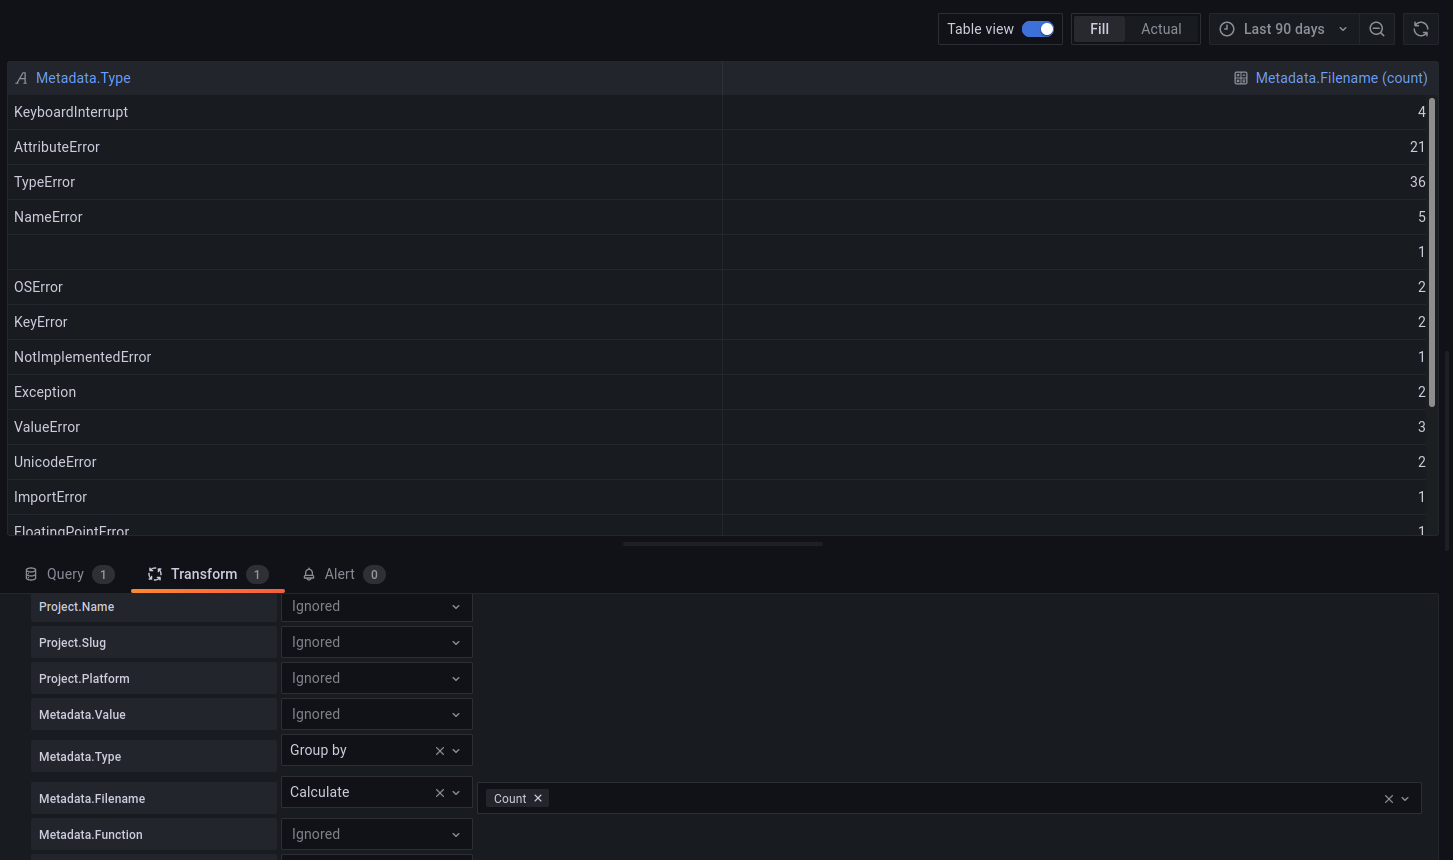 Table view Fill Actual Last 90 days
Metadata.Type Metadata.Filename (count)
KeyboardInterrupt 4
AttributeError 21
TypeError 36
NameError 5
1
OSError 2
KeyError 2
NotImplementedError 1
Exception 2
ValueError 3
UnicodeError 2
ImportError 1
FloatingPointError 1
Query 1 Transform 1 Alert 0
Project.Name Ignored
Project.Slug Ignored
Project.Platform Ignored
Metadata.Value Ignored
Metadata.Type Group by
Metadata.Filename Calculate Count
Metadata.Function Ignored